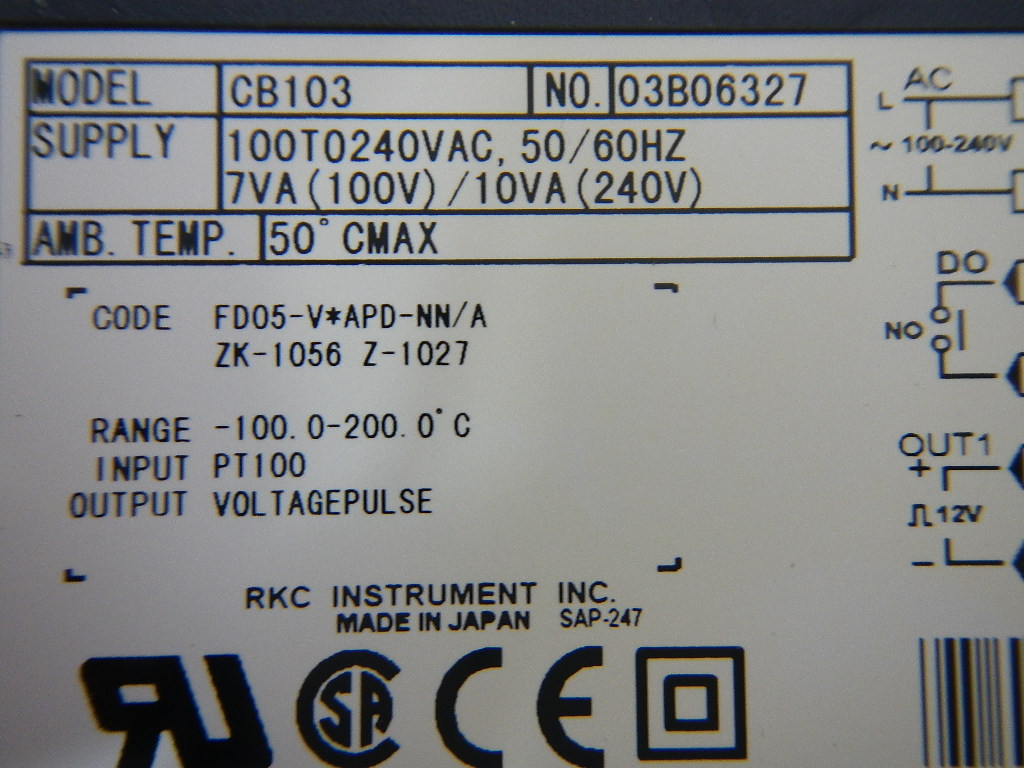 MODEL CB103 NO. 03B06327
SUPPLY 100TO240VAC, 50/60HZ
7VA(100V)/10VA(240V)
AMB. TEMP. 50°CMAX
CODE FD05-V*APD-NN/A
ZK-1056 Z-1027
RANGE -100.0-200.0°C
INPUT PT100
OUTPUT VOLTAGEPULSE
RKC INSTRUMENT INC.
MADE IN JAPAN SAP-247
AC
L
~ 100-240V
N
DO
NO
OUT1
+
12V
-